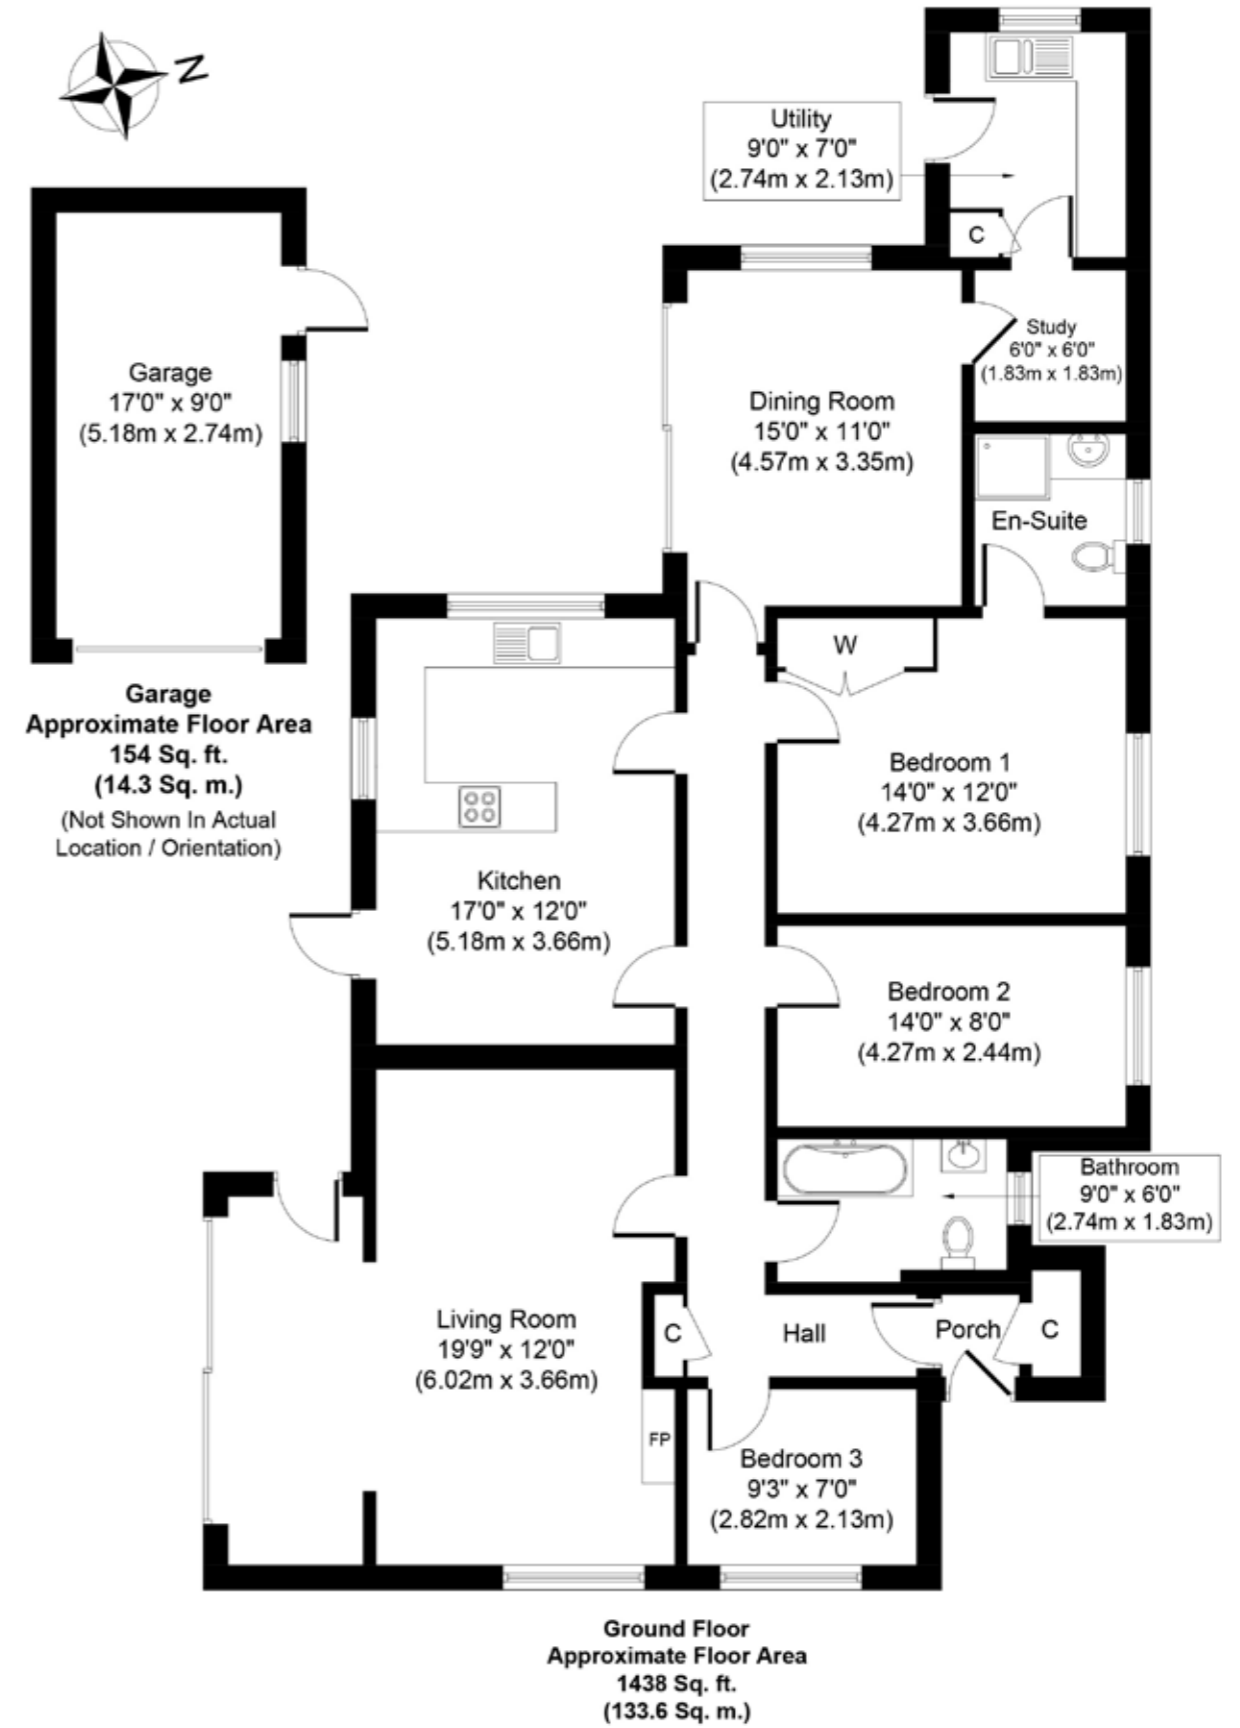 N
Utility
9'0" x 7'0"
(2.74m x 2.13m)
C
Study
6'0" x 6'0"
(1.83m x 1.83m)
Garage
17'0" x 9'0"
(5.18m x 2.74m)
Dining Room
15'0" x 11'0"
(4.57m x 3.35m)
En-Suite
W
Garage
Approximate Floor Area
154 Sq. ft.
(14.3 Sq. m.)
(Not Shown In Actual
Location / Orientation)
Bedroom 1
14'0" x 12'0"
(4.27m x 3.66m)
Kitchen
17'0" x 12'0"
(5.18m x 3.66m)
Bedroom 2
14'0" x 8'0"
(4.27m x 2.44m)
Bathroom
9'0" x 6'0"
(2.74m x 1.83m)
Living Room
19'9" x 12'0"
(6.02m x 3.66m)
C
Hall
Porch
C
FP
Bedroom 3
9'3" x 7'0"
(2.82m x 2.13m)
Ground Floor
Approximate Floor Area
1438 Sq. ft.
(133.6 Sq. m.)